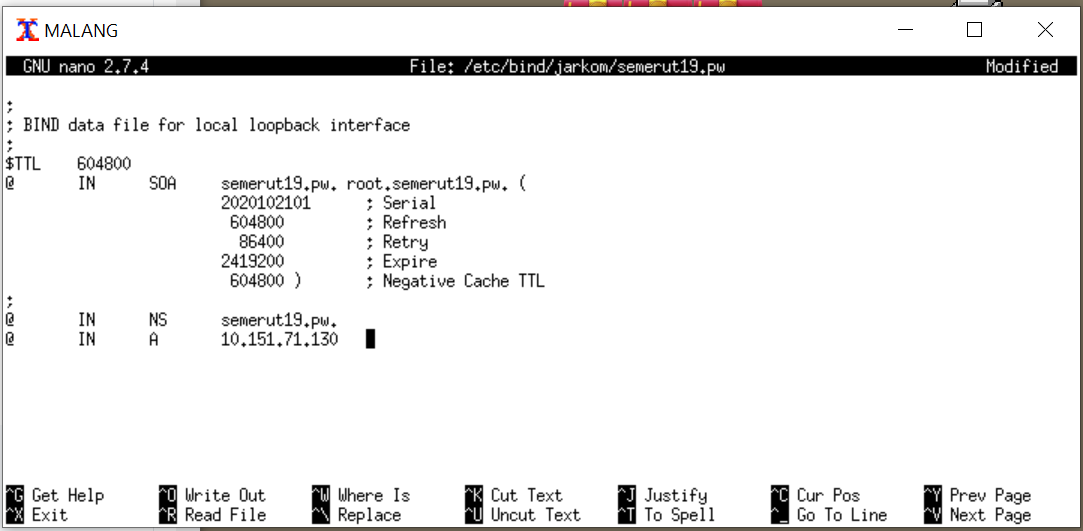 MALANG
GNU nano 2.7.4 File: /etc/bind/jarkom/semerut19.pw Modified
;
; BIND data file for local loopback interface
;
$TTL 604800
@ IN SOA semerut19.pw. root.semerut19.pw. (
2020102101 ; Serial
604800 ; Refresh
86400 ; Retry
2419200 ; Expire
604800 ) ; Negative Cache TTL
;
@ IN NS semerut19.pw.
@ IN A 10.151.71.130
^G Get Help ^O Write Out ^W Where Is ^K Cut Text ^J Justify ^C Cur Pos ^Y Prev Page
^X Exit ^R Read File ^\ Replace ^U Uncut Text ^T To Spell ^_ Go To Line ^V Next Page